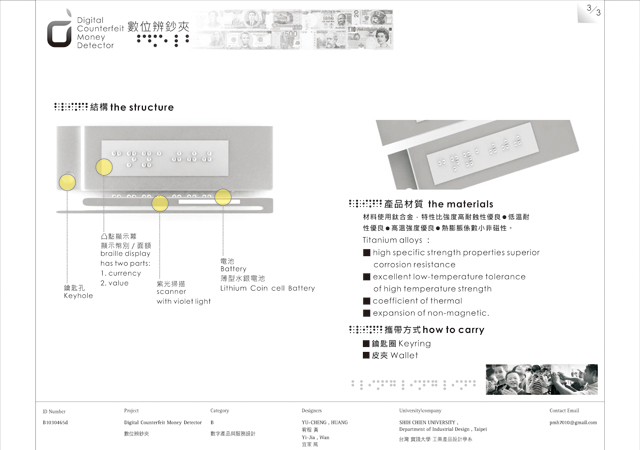 Digital
Counterfeit
Money
Detector
數位辨鈔夾
3/3
結構 the structure
凸點顯示幕
顯示幣別 / 面額
braille display
has two parts:
1. currency
2. value
鑰匙孔
Keyhole
紫光掃描
scanner
with violet light
電池
Battery
薄型水銀電池
Lithium Coin cell Battery
產品材質 the materials
材料使用鈦合金，特性比強度高耐蝕性優良●低溫耐
性優良●高溫強度優良●熱膨脹係數小非磁性。
Titanium alloys ：
■ high specific strength properties superior
corrosion resistance
■ excellent low-temperature tolerance
of high temperature strength
■ coefficient of thermal
■ expansion of non-magnetic.
攜帶方式 how to carry
■ 鑰匙圈 Keyring
■ 皮夾 Wallet
ID Number
B1010465d
Project
Digital Counterfeit Money Detector
數位辨鈔夾
Category
B
數字產品與服務設計
Designers
YU-CHENG , HUANG
Yi-Jia , Wan
University/company
SHIH CHIEN UNIVERSITY ,
Department of Industrial Design , Taipei
台灣 實踐大學 工業產品設計學系
Contact Email